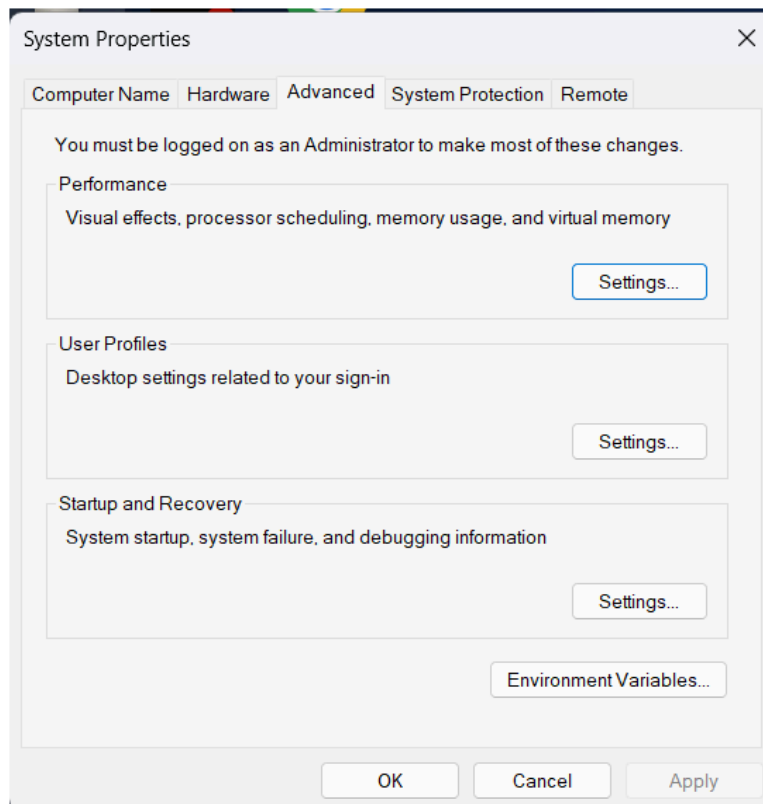 System Properties
Computer Name Hardware Advanced System Protection Remote
You must be logged on as an Administrator to make most of these changes.
Performance
Visual effects, processor scheduling, memory usage, and virtual memory
Settings...
User Profiles
Desktop settings related to your sign-in
Settings...
Startup and Recovery
System startup, system failure, and debugging information
Settings...
Environment Variables...
OK Cancel Apply